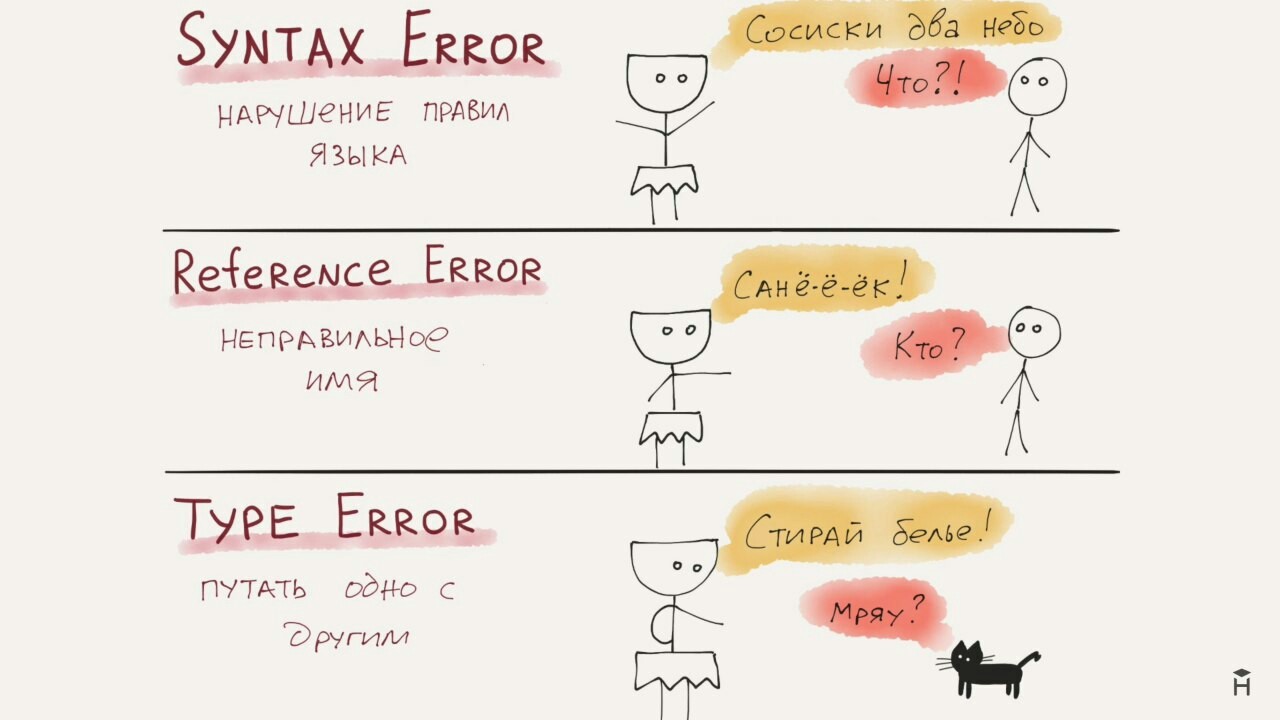 Syntax Error
нарушение правил
языка
Сосиски два небо
Что?!
Reference Error
неправильное
имя
Санё-ё-ёк!
Кто?
Type Error
путать одно с
другим
Стирай белье!
Мряу?
H